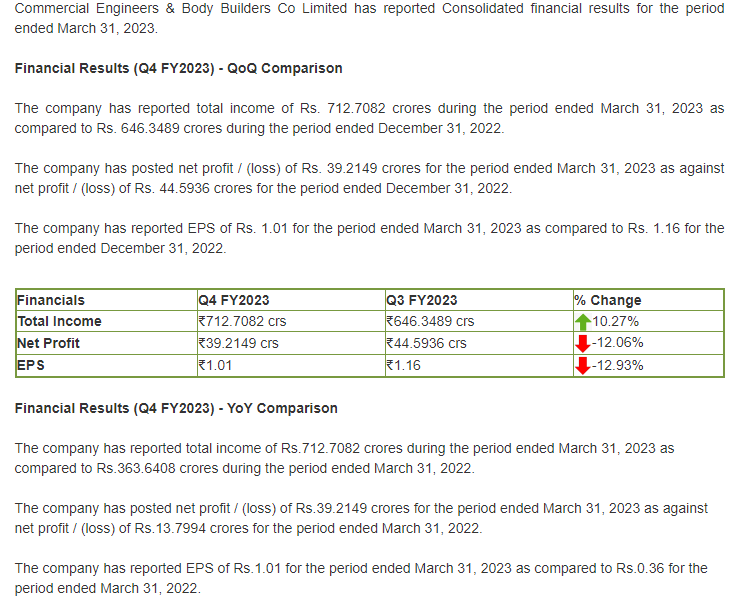 Commercial Engineers & Body Builders Co Limited has reported Consolidated financial results for the period
ended March 31, 2023.
Financial Results (Q4 FY2023) - QoQ Comparison
The company has reported total income of Rs. 712.7082 crores during the period ended March 31, 2023 as
compared to Rs. 646.3489 crores during the period ended December 31, 2022.
The company has posted net profit / (loss) of Rs. 39.2149 crores for the period ended March 31, 2023 as against
net profit / (loss) of Rs. 44.5936 crores for the period ended December 31, 2022.
The company has reported EPS of Rs. 1.01 for the period ended March 31, 2023 as compared to Rs. 1.16 for the
period ended December 31, 2022.
Financials Q4 FY2023 Q3 FY2023 % Change
Total Income ₹712.7082 crs ₹646.3489 crs 10.27%
Net Profit ₹39.2149 crs ₹44.5936 crs -12.06%
EPS ₹1.01 ₹1.16 -12.93%
Financial Results (Q4 FY2023) - YoY Comparison
The company has reported total income of Rs.712.7082 crores during the period ended March 31, 2023 as
compared to Rs.363.6408 crores during the period ended March 31, 2022.
The company has posted net profit / (loss) of Rs.39.2149 crores for the period ended March 31, 2023 as against
net profit / (loss) of Rs.13.7994 crores for the period ended March 31, 2022.
The company has reported EPS of Rs.1.01 for the period ended March 31, 2023 as compared to Rs.0.36 for the
period ended March 31, 2022.